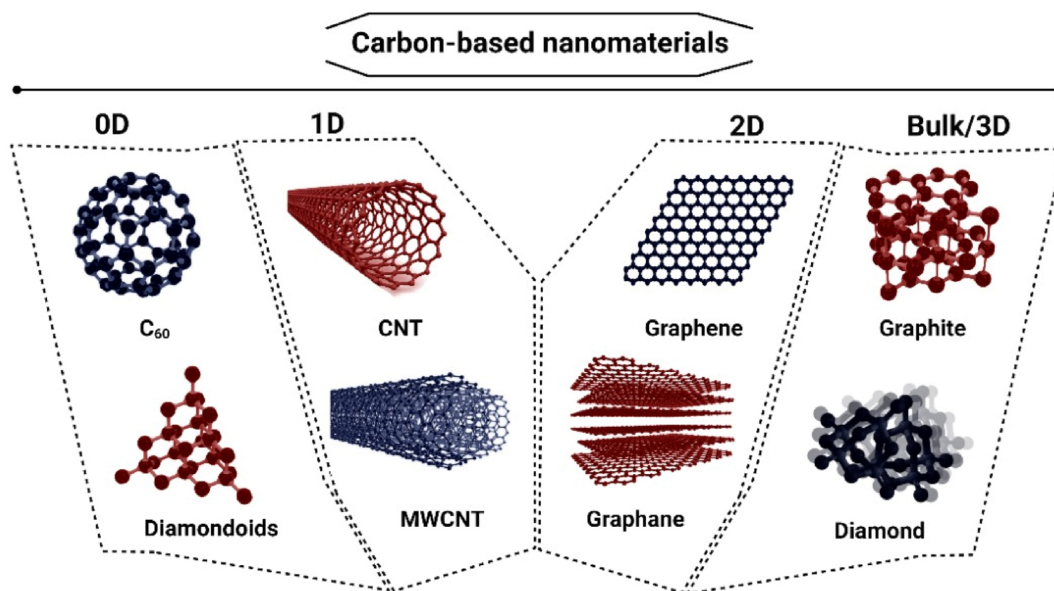 Carbon-based nanomaterials
0D
1D
2D
Bulk/3D
C₆₀
CNT
Graphene
Graphite
Diamondoids
MWCNT
Graphane
Diamond